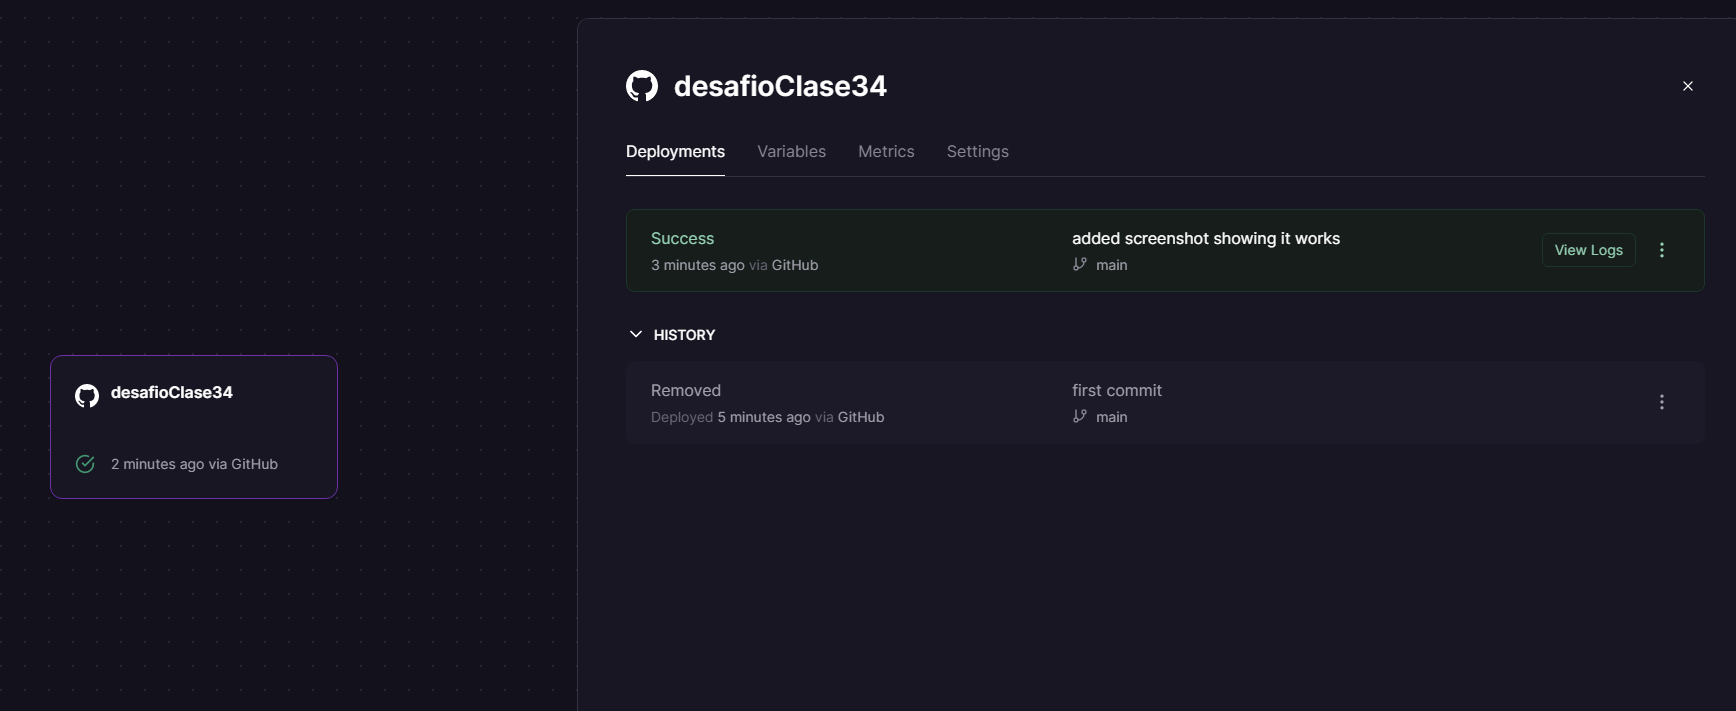 desafioClase34
2 minutes ago via GitHub
desafioClase34
Deployments Variables Metrics Settings
Success added screenshot showing it works View Logs
3 minutes ago via GitHub main
HISTORY
Removed first commit
Deployed 5 minutes ago via GitHub main